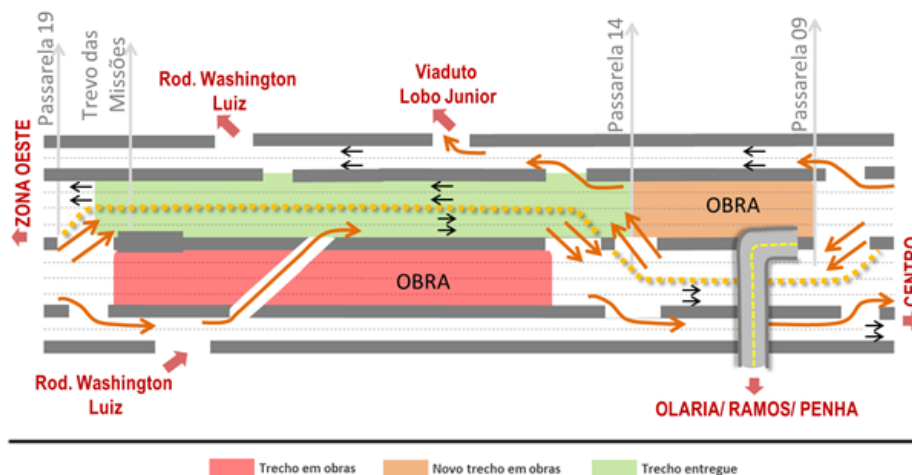 Passarela 19
Trevo das
Missões
Rod. Washington
Luiz
Viaduto
Lobo Junior
Passarela 14
Passarela 09
ZONA OESTE
OBRA
OBRA
CENTRO
Rod. Washington
Luiz
OLARIA/ RAMOS/ PENHA
Trecho em obras
Novo trecho em obras
Trecho entregue